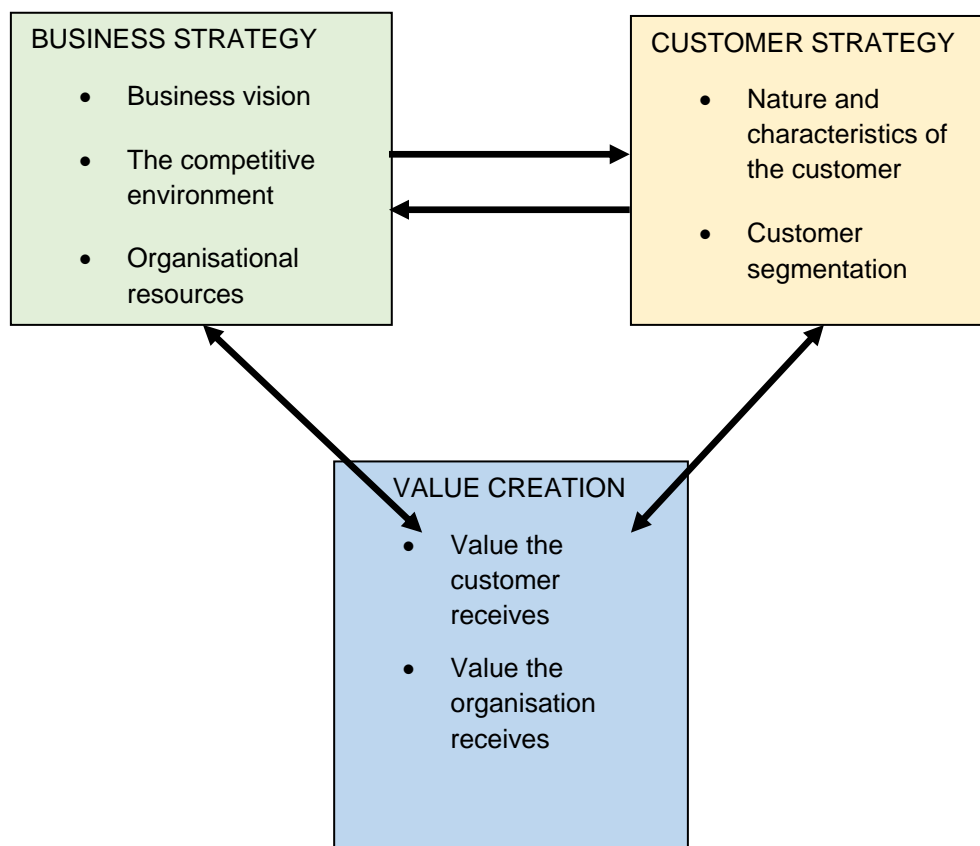 BUSINESS STRATEGY
• Business vision
• The competitive
environment
• Organisational
resources
CUSTOMER STRATEGY
• Nature and
characteristics of
the customer
• Customer
segmentation
VALUE CREATION
• Value the
customer
receives
• Value the
organisation
receives